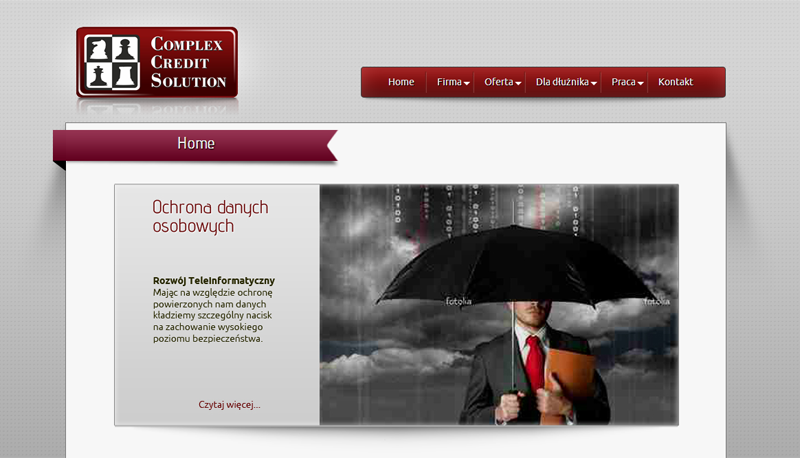 Complex
Credit
Solution
Home Firma Oferta Dla dłużnika Praca Kontakt
Home
Ochrona danych
osobowych
Rozwój TeleInformatyczny
Mając na względzie ochronę
powierzonych nam danych
kładziemy szczególny nacisk
na zachowanie wysokiego
poziomu bezpieczeństwa.
Czytaj więcej...
fotolia
fotolia